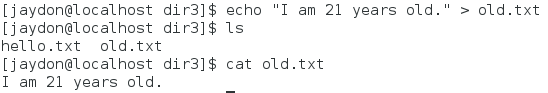 [jaydon@localhost dir3]$ echo "I am 21 years old." > old.txt
[jaydon@localhost dir3]$ ls
hello.txt  old.txt
[jaydon@localhost dir3]$ cat old.txt
I am 21 years old.